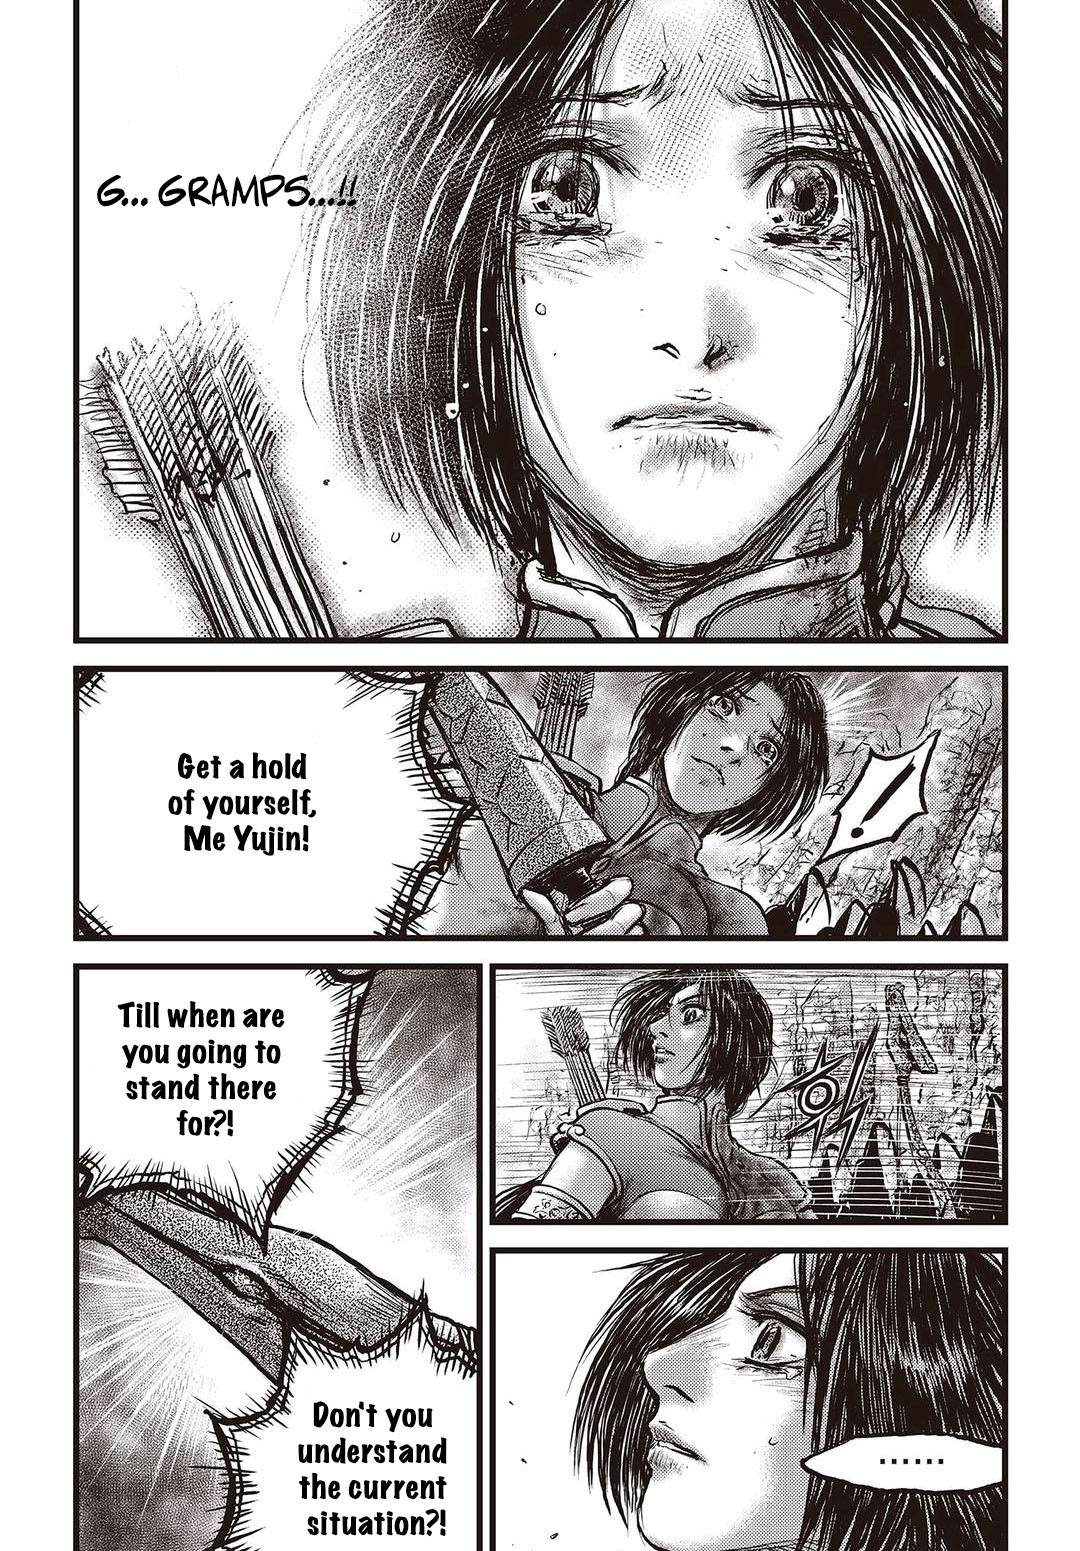 G... GRAMPS...!!
Get a hold
of yourself,
Me Yujin!
!
Till when are
you going to
stand there
for?!
Don't you
understand
the current
situation?!
......